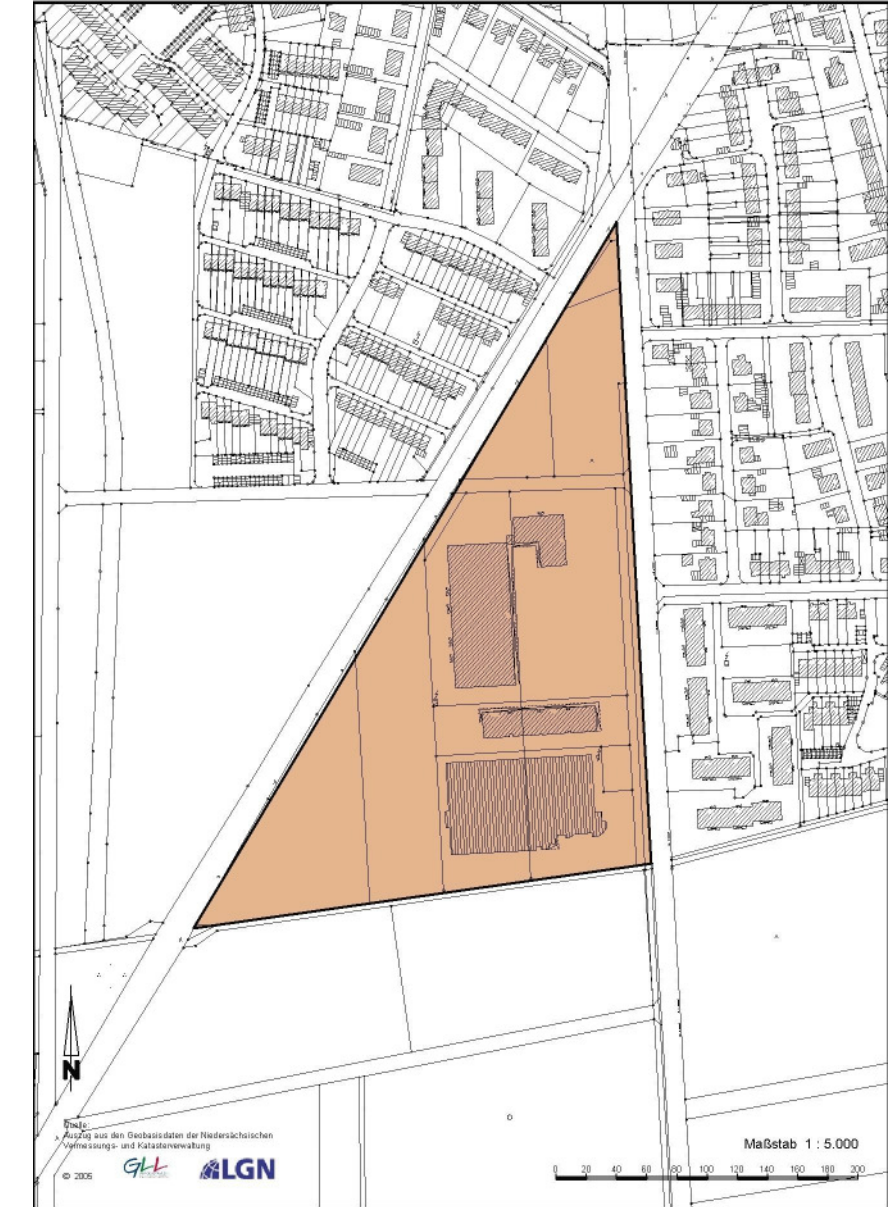 N
Quelle:
Auszug aus den Geobasisdaten der Niedersächsischen
Vermessungs- und Katasterverwaltung
© 2005
GLL
LGN
Maßstab 1 : 5.000
0 20 40 60 80 100 120 140 160 180 200